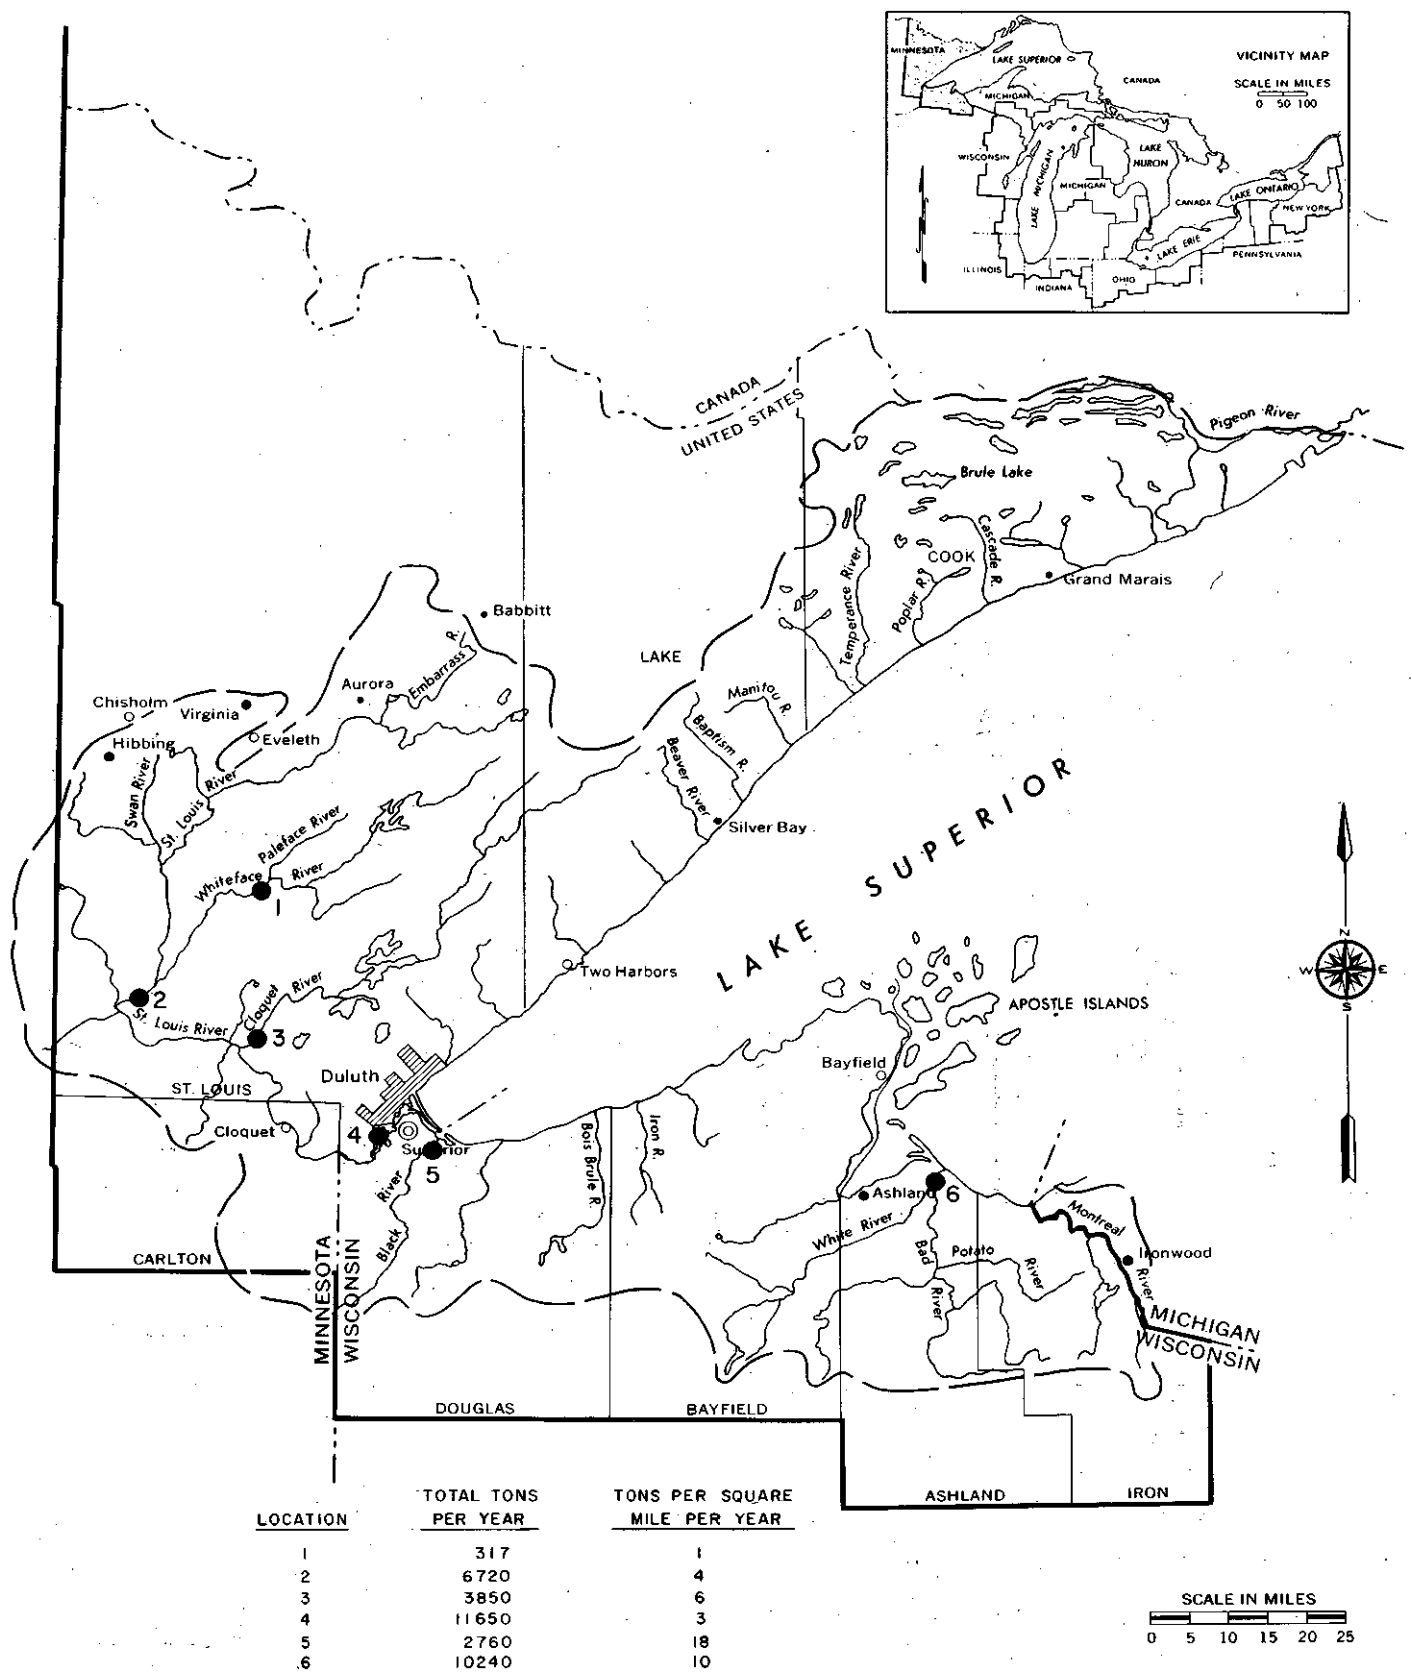 VICINITY MAP
SCALE IN MILES
0 50 100
MINNESOTA
LAKE SUPERIOR
CANADA
MICHIGAN
WISCONSIN
LAKE MICHIGAN
MICHIGAN
LAKE
HURON
CANADA
LAKE ONTARIO
NEW YORK
LAKE ERIE
PENNSYLVANIA
ILLINOIS
INDIANA
OHIO
CANADA
UNITED STATES
Pigeon River
Brule Lake
Cascade R.
COOK
Grand Marais
Temperance River
Poplar R.
Babbitt
LAKE
Embarrass R.
Aurora
Manitou R.
Chisholm
Virginia
Eveleth
Hibbing
Baptism R.
Beaver River
Swan River
St. Louis River
Silver Bay
Paleface River
Whiteface River
1
LAKE SUPERIOR
Two Harbors
2
St. Louis River
Cloquet River
3
APOSTLE ISLANDS
N
W E
S
Bayfield
Duluth
ST. LOUIS
Cloquet
4
Superior
5
Bois Brule R.
Iron R.
Black River
Ashland
6
White River
Bad River
Potato River
Montreal River
Ironwood
CARLTON
MINNESOTA
WISCONSIN
MICHIGAN
WISCONSIN
DOUGLAS
BAYFIELD
ASHLAND
IRON
TOTAL TONS TONS PER SQUARE
LOCATION PER YEAR MILE PER YEAR
1 317 1
2 6720 4
3 3850 6
4 11650 3
5 2760 18
6 10240 10
SCALE IN MILES
0 5 10 15 20 25